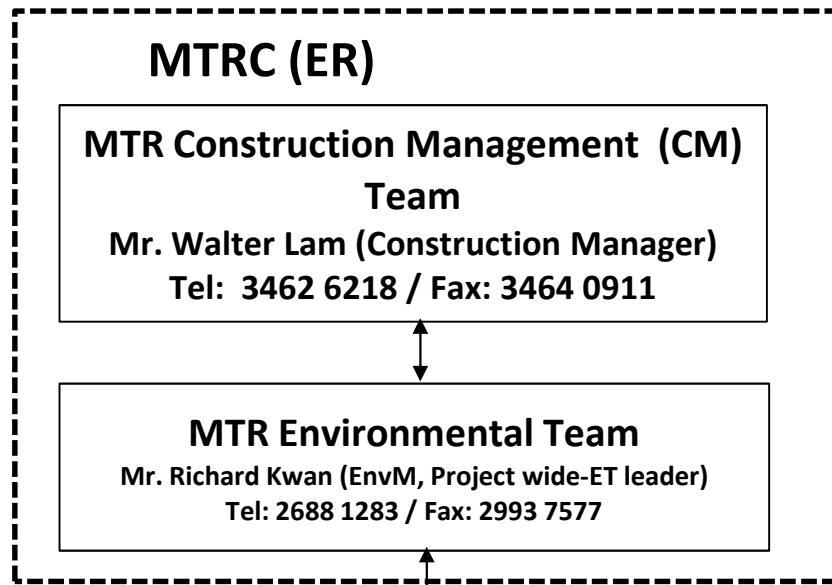 MTRC (ER)
MTR Construction Management (CM)
Team
Mr. Walter Lam (Construction Manager)
Tel: 3462 6218 / Fax: 3464 0911
MTR Environmental Team
Mr. Richard Kwan (EnvM, Project wide-ET leader)
Tel: 2688 1283 / Fax: 2993 7577